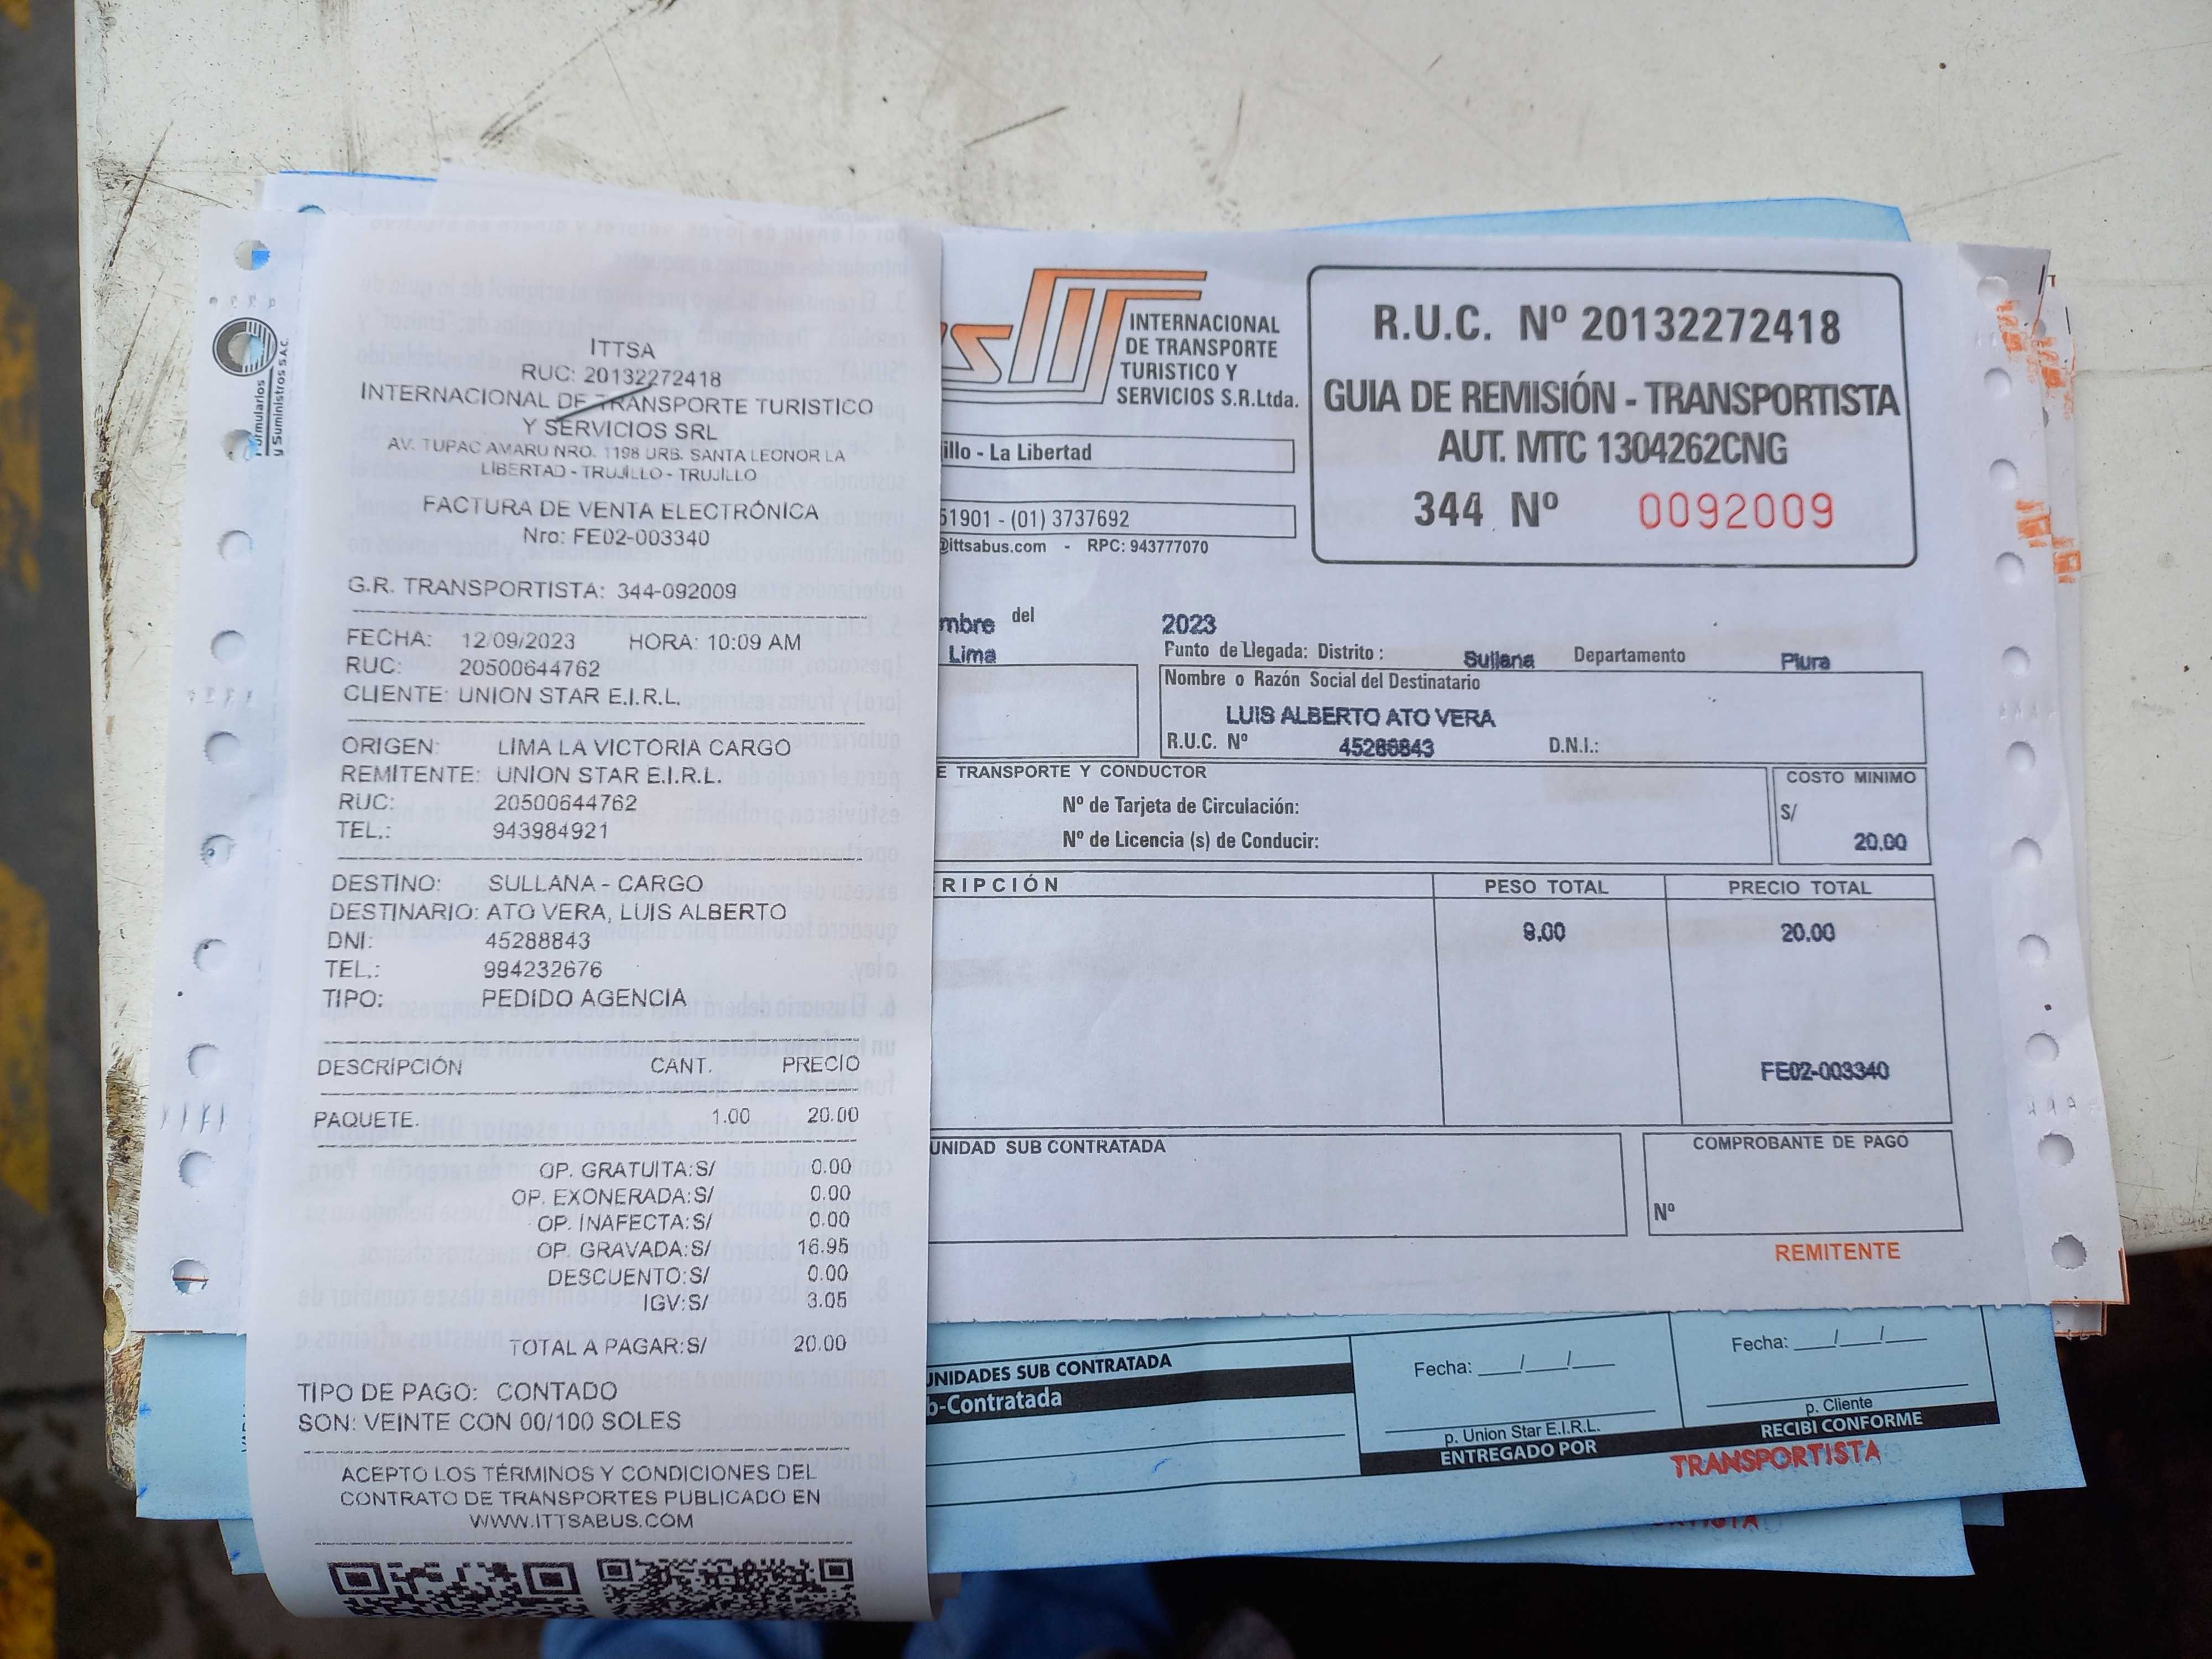 ITTSA
RUC: 20132272418
INTERNACIONAL DE TRANSPORTE TURISTICO
Y SERVICIOS SRL
AV. TUPAC AMARU NRO. 1198 URB. SANTA LEONOR LA
LIBERTAD - TRUJILLO - TRUJILLO
FACTURA DE VENTA ELECTRÓNICA
Nro: FE02-003340
G.R. TRANSPORTISTA: 344-092009
FECHA: 12/09/2023 HORA: 10:09 AM
RUC: 20500644762
CLIENTE: UNION STAR E.I.R.L.
ORIGEN: LIMA LA VICTORIA CARGO
REMITENTE: UNION STAR E.I.R.L.
RUC: 20500644762
TEL.: 943984921
DESTINO: SULLANA - CARGO
DESTINARIO: ATO VERA, LUIS ALBERTO
DNI: 45288843
TEL.: 994232676
TIPO: PEDIDO AGENCIA
DESCRIPCIÓN CANT. PRECIO
PAQUETE. 1.00 20.00
OP. GRATUITA:S/ 0.00
OP. EXONERADA:S/ 0.00
OP. INAFECTA:S/ 0.00
OP. GRAVADA:S/ 16.95
DESCUENTO:S/ 0.00
IGV:S/ 3.05
TOTAL A PAGAR:S/ 20.00
TIPO DE PAGO: CONTADO
SON: VEINTE CON 00/100 SOLES
ACEPTO LOS TÉRMINOS Y CONDICIONES DEL
CONTRATO DE TRANSPORTES PUBLICADO EN
WWW.ITTSABUS.COM
Formularios
y Suministros S.A.C.
INTERNACIONAL
DE TRANSPORTE
TURISTICO Y
SERVICIOS S.R.Ltda.
illo - La Libertad
51901 - (01) 3737692
@ittsabus.com - RPC: 943777070
R.U.C. Nº 20132272418
GUIA DE REMISIÓN - TRANSPORTISTA
AUT. MTC 1304262CNG
344 Nº 0092009
mbre del 2023
Lima Punto de Llegada: Distrito : Sullana Departamento Piura
Nombre o Razón Social del Destinatario
LUIS ALBERTO ATO VERA
R.U.C. Nº 45288843 D.N.I.:
E TRANSPORTE Y CONDUCTOR
Nº de Tarjeta de Circulación:
Nº de Licencia (s) de Conducir:
COSTO MINIMO
S/
20.00
RIPCIÓN PESO TOTAL PRECIO TOTAL
9.00 20.00
FE02-003340
UNIDAD SUB CONTRATADA
COMPROBANTE DE PAGO
Nº
REMITENTE
UNIDADES SUB CONTRATADA
b-Contratada
Fecha: __/__/__
p. Union Star E.I.R.L.
ENTREGADO POR
Fecha: __/__/__
p. Cliente
RECIBI CONFORME
TRANSPORTISTA